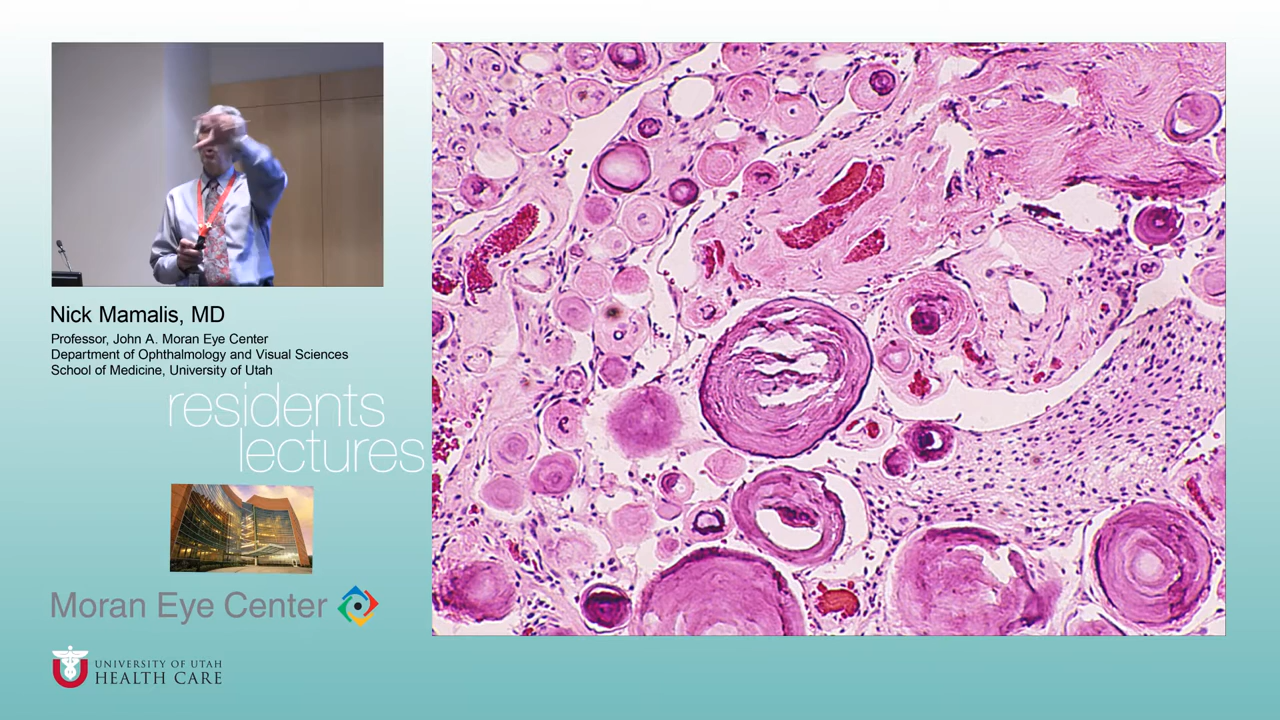 Nick Mamalis, MD
Professor, John A. Moran Eye Center
Department of Ophthalmology and Visual Sciences
School of Medicine, University of Utah
residents
lectures
Moran Eye Center
UNIVERSITY OF UTAH
HEALTH CARE